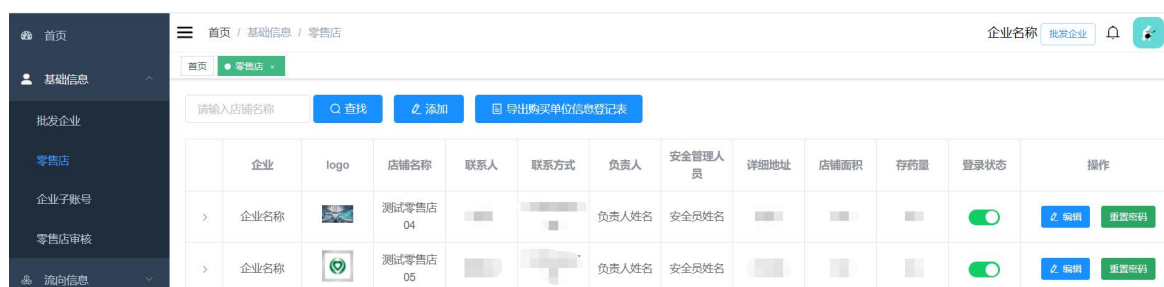 首页
基础信息
批发企业
零售店
企业子账号
零售店审核
流向信息
首页 / 基础信息 / 零售店
企业名称 批发企业
首页 零售店 ×
请输入店铺名称 查找 添加 导出购买单位信息登记表
企业 logo 店铺名称 联系人 联系方式 负责人 安全管理人员 详细地址 店铺面积 存药量 登录状态 操作
企业名称 测试零售店04 负责人姓名 安全员姓名 编辑 重置密码
企业名称 测试零售店05 负责人姓名 安全员姓名 编辑 重置密码